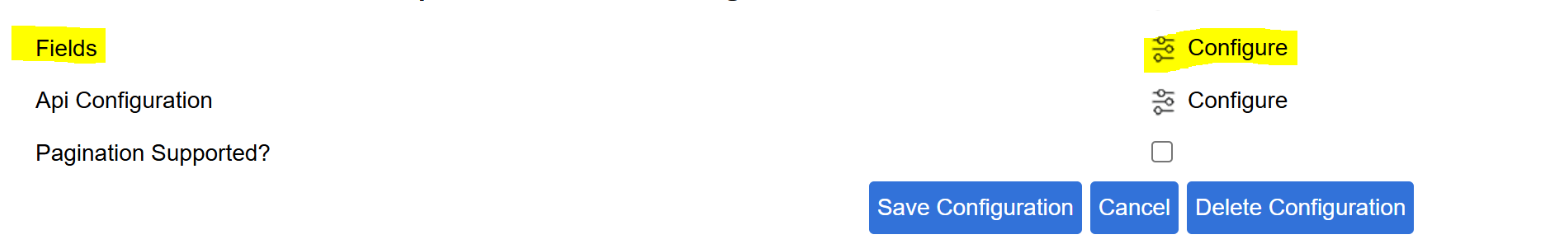 Fields Configure
Api Configuration Configure
Pagination Supported?
Save Configuration Cancel Delete Configuration